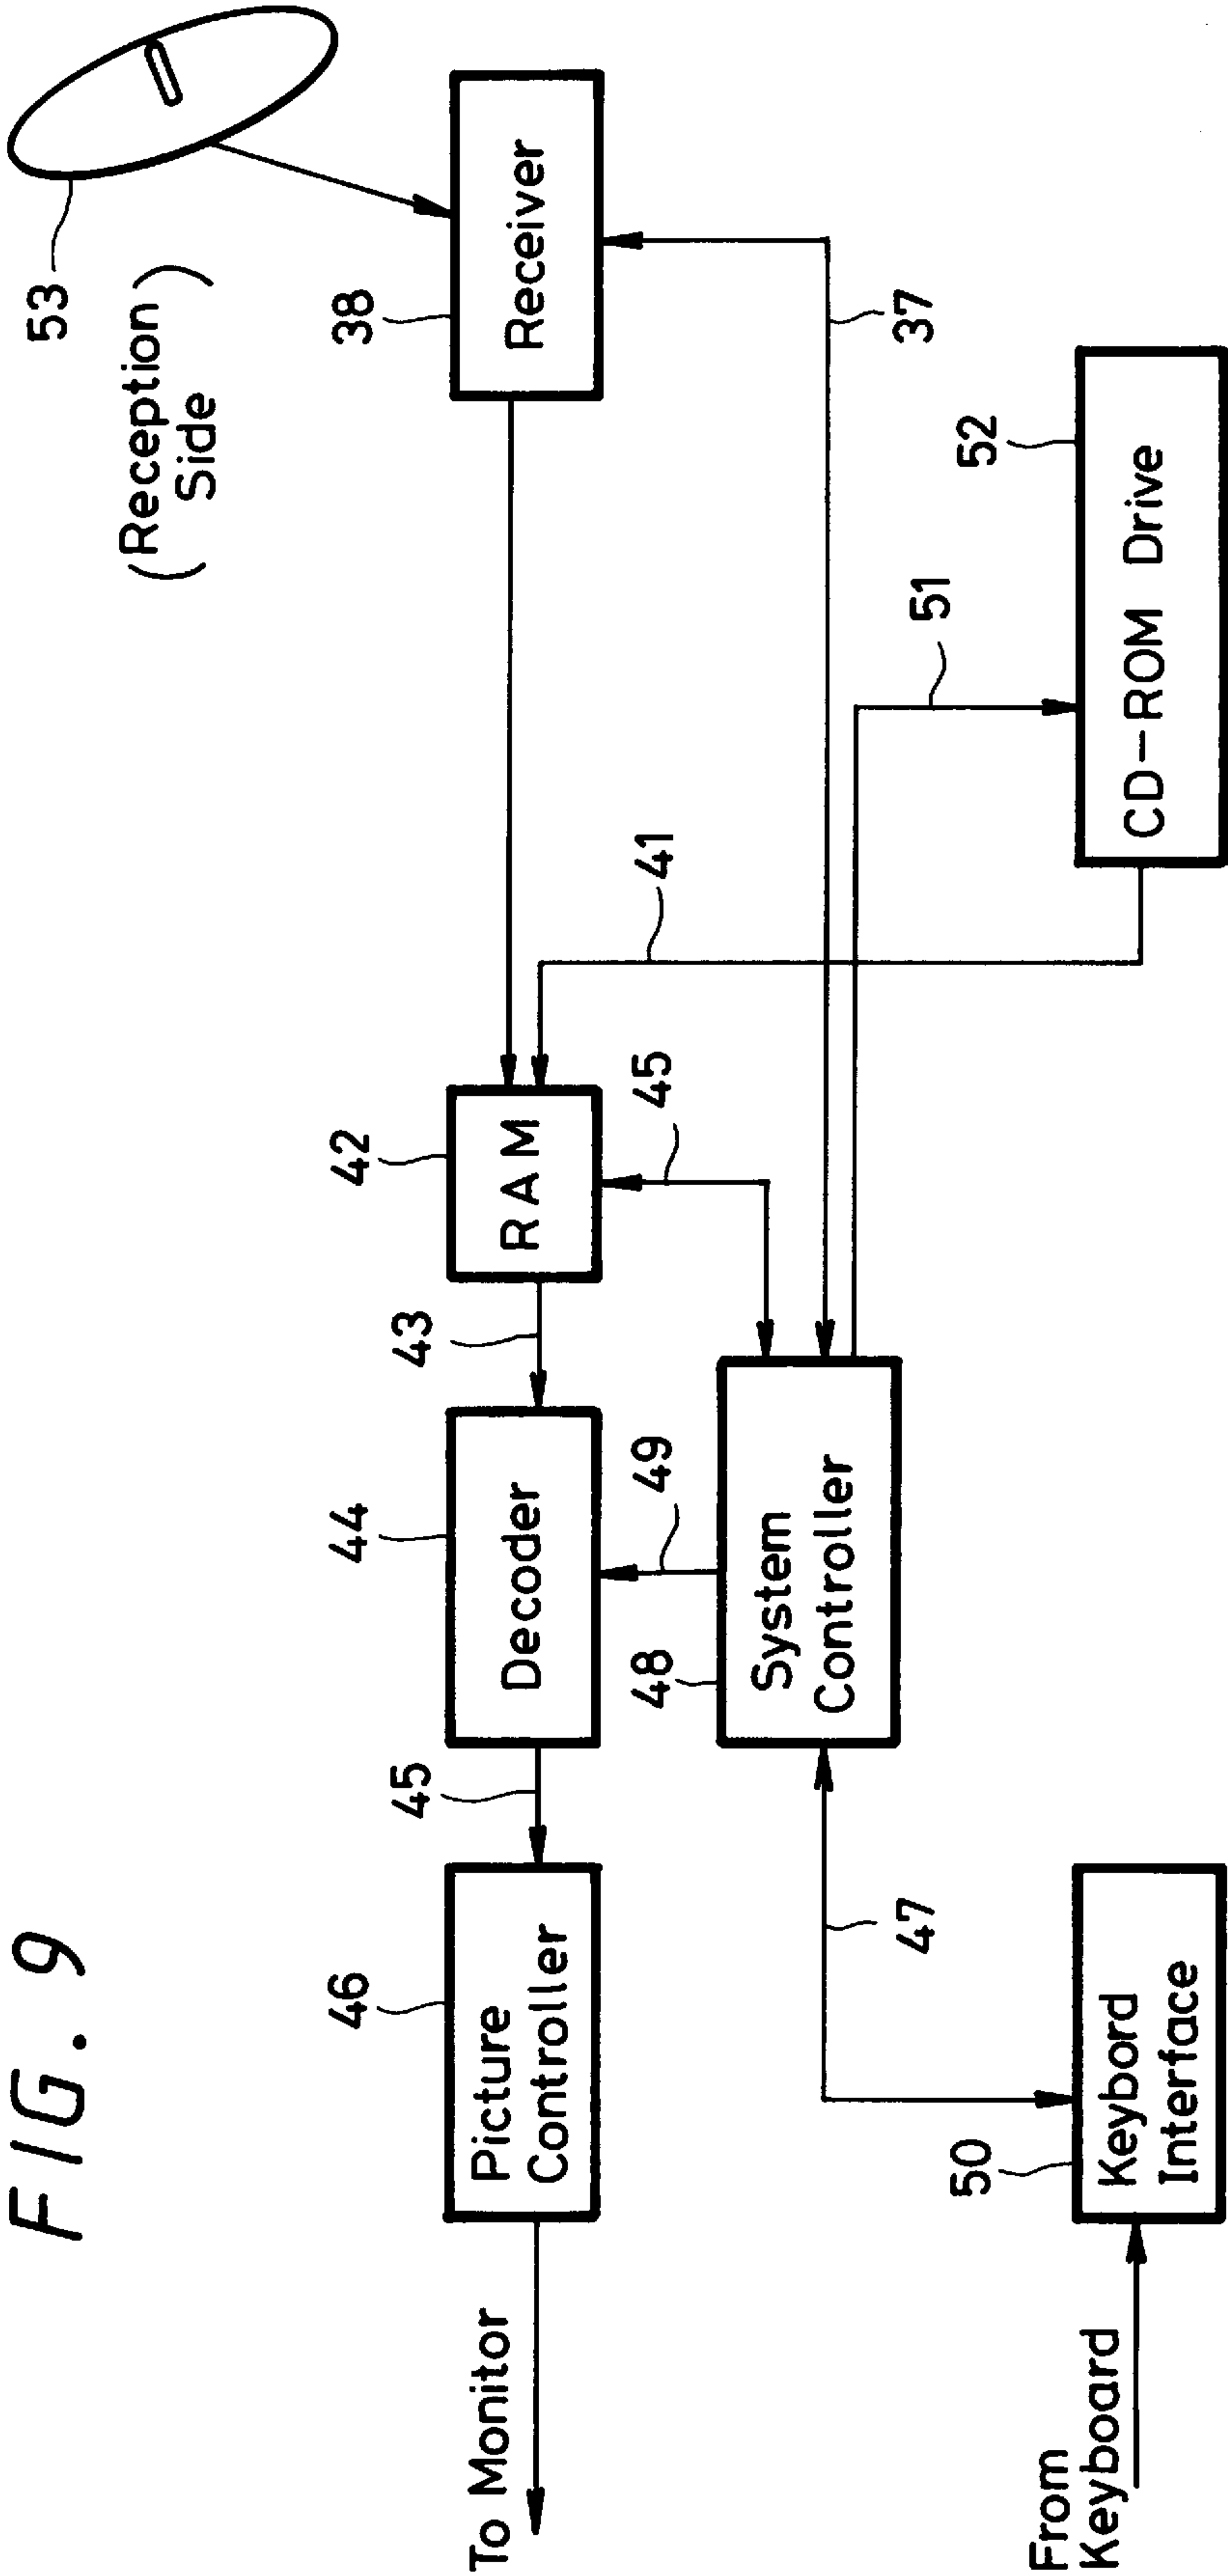 FIG. 9
53
(Reception
Side)
To Monitor
46
Picture
Controller
45
44
Decoder
43
42
RAM
38
Receiver
49
45
41
48
System
Controller
47
51
37
From
Keyboard
50
Keybord
Interface
52
CD-ROM Drive